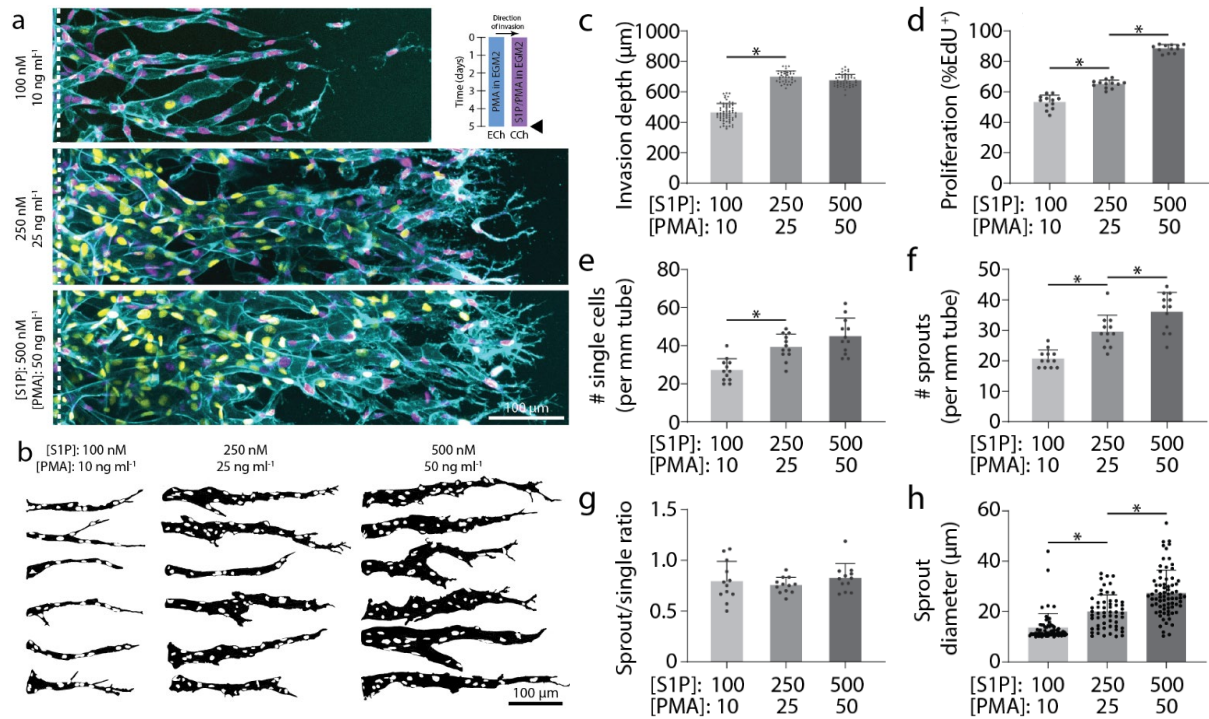 a
100 nM
10 ng ml⁻¹
Direction
of invasion
Time (days)
0
1
2
3
4
5
PMA in EGM2
S1P/PMA in EGM2
ECh
CCh
250 nM
25 ng ml⁻¹
[S1P]: 500 nM
[PMA]: 50 ng ml⁻¹
100 µm
b
[S1P]: 100 nM
[PMA]: 10 ng ml⁻¹
250 nM
25 ng ml⁻¹
500 nM
50 ng ml⁻¹
100 µm
c
Invasion depth (µm)
1000
800
600
400
200
0
*
[S1P]: 100 250 500
[PMA]: 10 25 50
d
Proliferation (%EdU⁺)
100
80
60
40
20
0
*
*
[S1P]: 100 250 500
[PMA]: 10 25 50
e
# single cells
(per mm tube)
80
60
40
20
0
*
[S1P]: 100 250 500
[PMA]: 10 25 50
f
# sprouts
(per mm tube)
50
40
30
20
10
0
*
*
[S1P]: 100 250 500
[PMA]: 10 25 50
g
Sprout/single ratio
1.5
1.0
0.5
0
[S1P]: 100 250 500
[PMA]: 10 25 50
h
Sprout
diameter (µm)
60
40
20
0
*
*
[S1P]: 100 250 500
[PMA]: 10 25 50